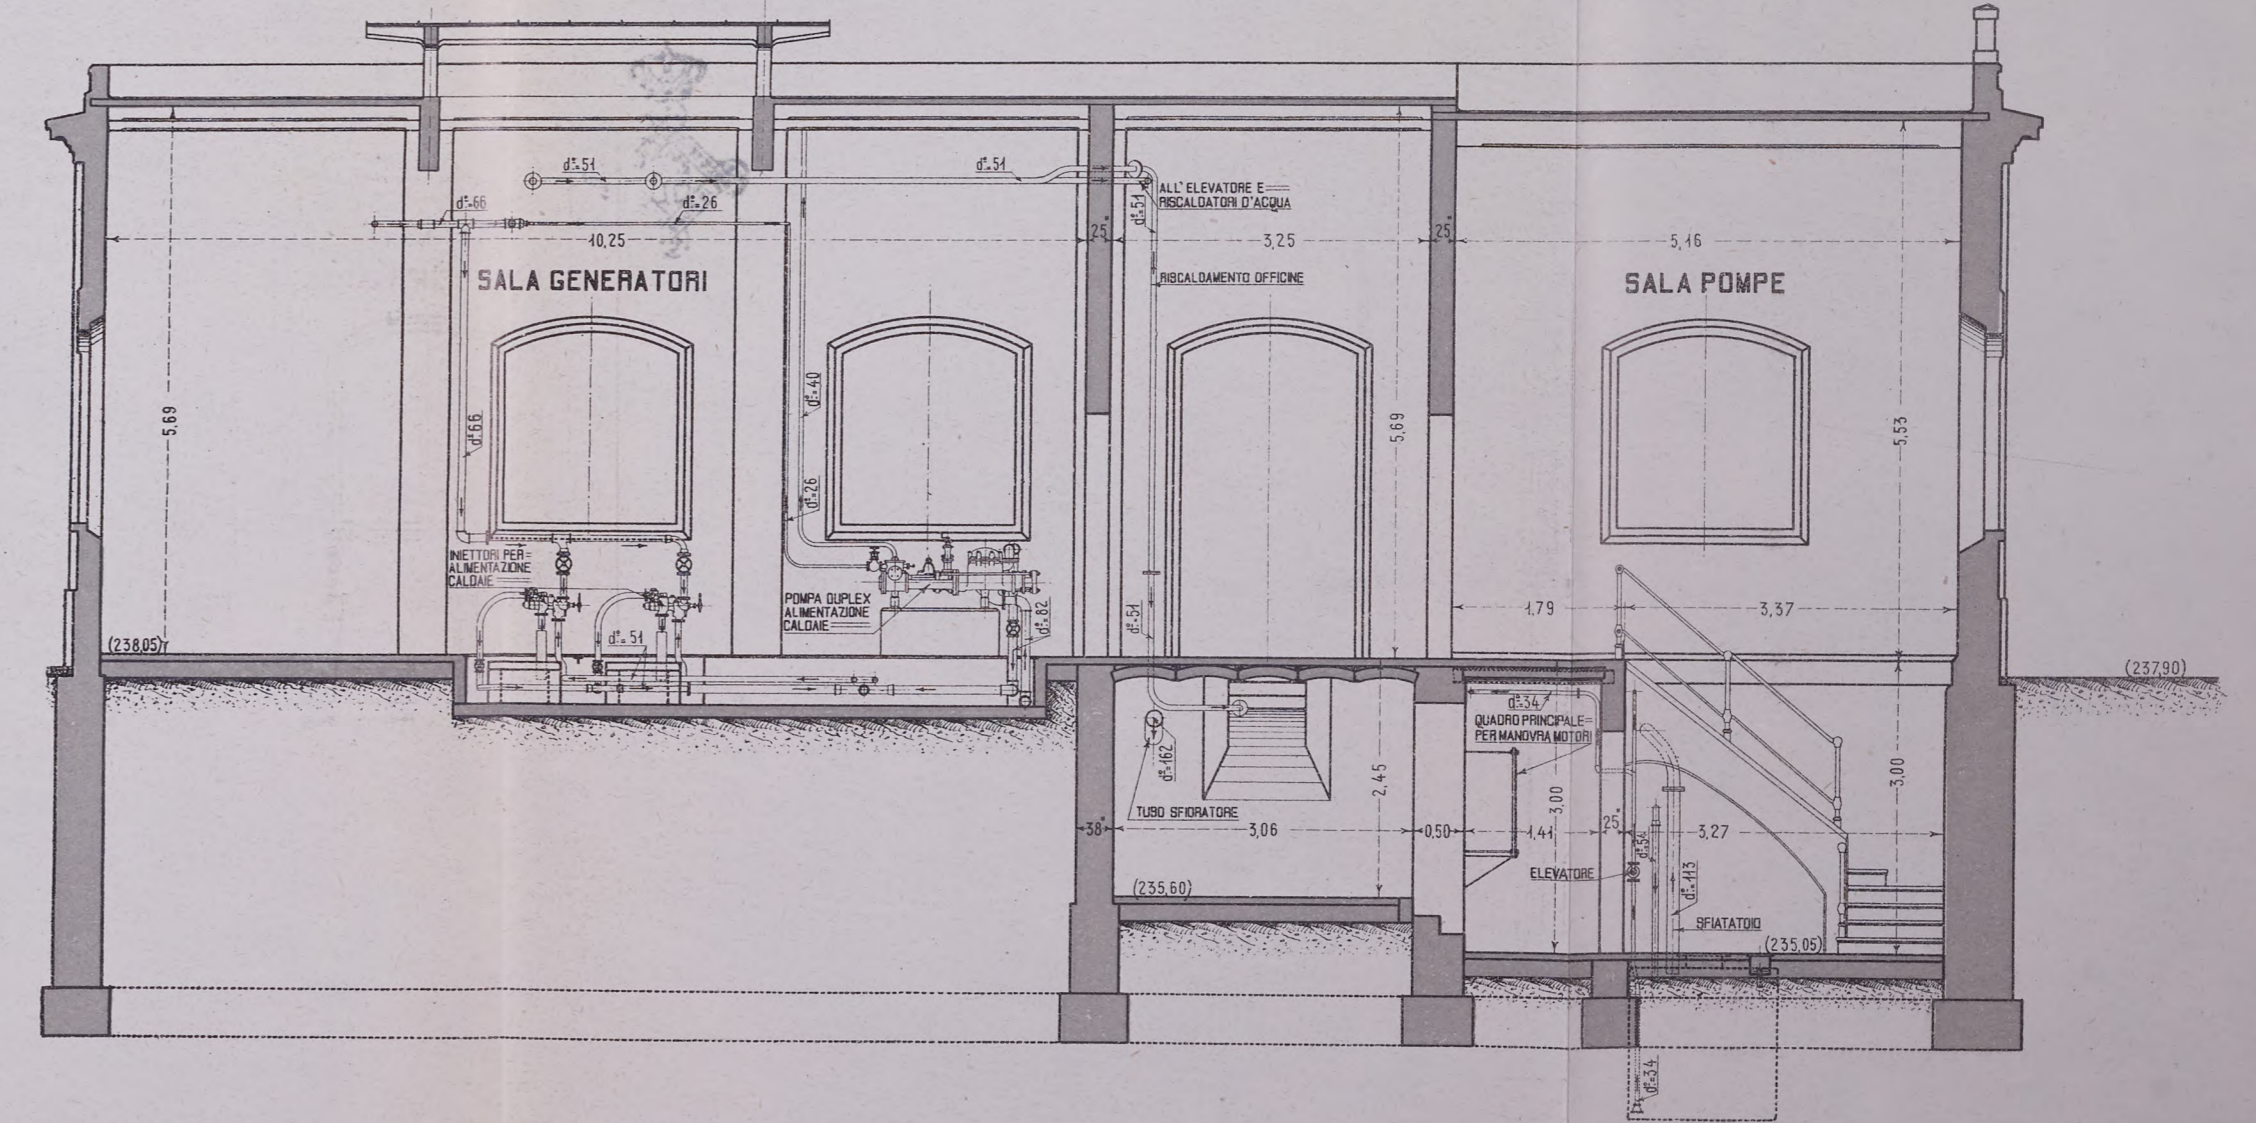 d.=51
d.=51
ALL' ELEVATORE E
RISCALDATORI D'ACQUA
d.=66
d.=26
d.=51
10,25
25
3,25
25
5,16
SALA GENERATORI
RISCALDAMENTO OFFICINE
SALA POMPE
5,69
d.=66
d.=40
5,69
5,53
d.=26
INIETTORI PER
ALIMENTAZIONE
CALDAIE
POMPA DUPLEX
ALIMENTAZIONE
CALDAIE
d.=82
d.=51
1,79
3,37
(238,05)
d.=51
(237,90)
d.=34
QUADRO PRINCIPALE
PER MANOVRA MOTORI
d.=162
2,45
3,00
3,00
TUBO SFIORATORE
38
3,06
0,50
1,41
25
3,27
d.=54
ELEVATORE
d.=113
(235,60)
SFIATATOIO
(235,05)
d.=34